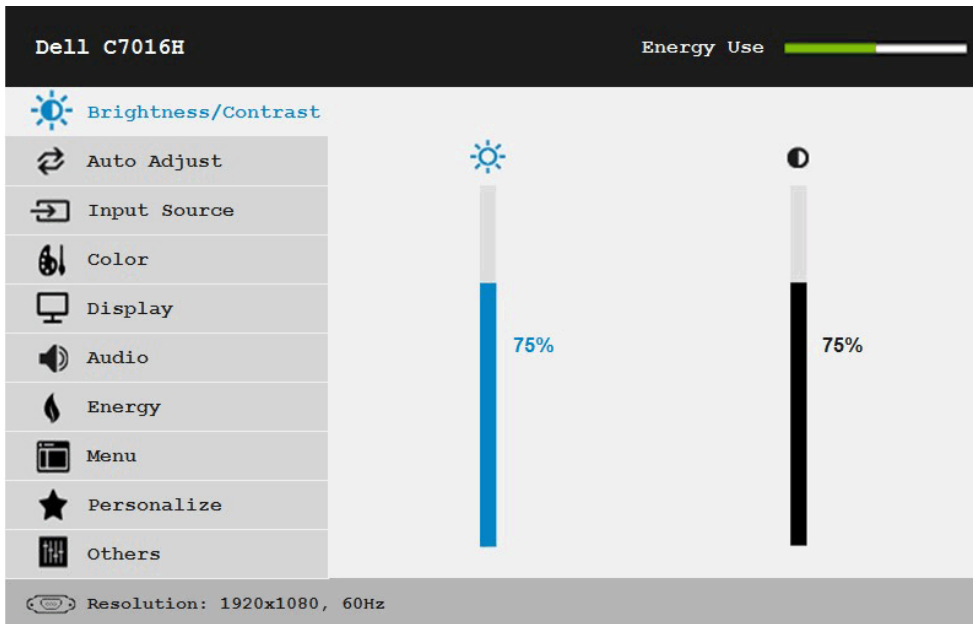 Dell C7016H
Energy Use
Brightness/Contrast
Auto Adjust
Input Source
Color
Display
Audio
Energy
Menu
Personalize
Others
75%
75%
Resolution: 1920x1080, 60Hz